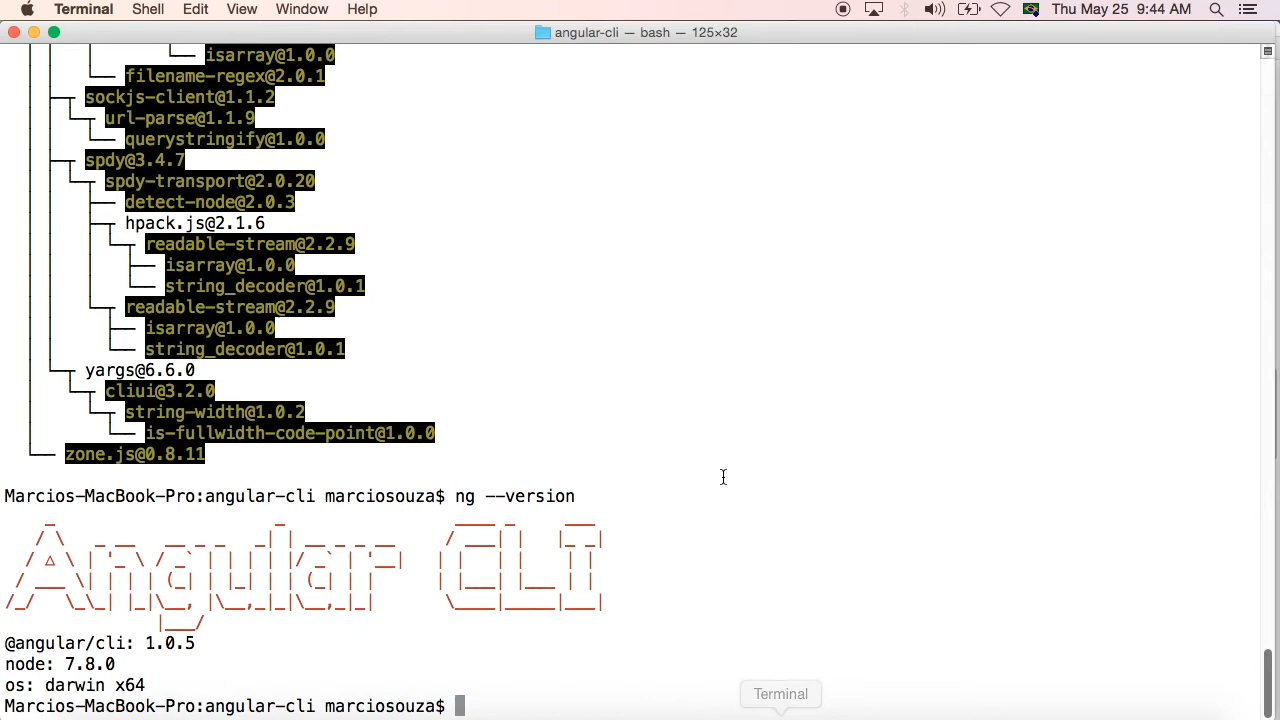 Terminal Shell Edit View Window Help Thu May 25 9:44 AM
angular-cli — bash — 125×32
isarray@1.0.0
filename-regex@2.0.1
sockjs-client@1.1.2
url-parse@1.1.9
querystringify@1.0.0
spdy@3.4.7
spdy-transport@2.0.20
detect-node@2.0.3
hpack.js@2.1.6
readable-stream@2.2.9
isarray@1.0.0
string_decoder@1.0.1
readable-stream@2.2.9
isarray@1.0.0
string_decoder@1.0.1
yargs@6.6.0
cliui@3.2.0
string-width@1.0.2
is-fullwidth-code-point@1.0.0
zone.js@0.8.11
Marcios-MacBook-Pro:angular-cli marciosouza$ ng --version
Angular CLI
@angular/cli: 1.0.5
node: 7.8.0
os: darwin x64
Marcios-MacBook-Pro:angular-cli marciosouza$
Terminal